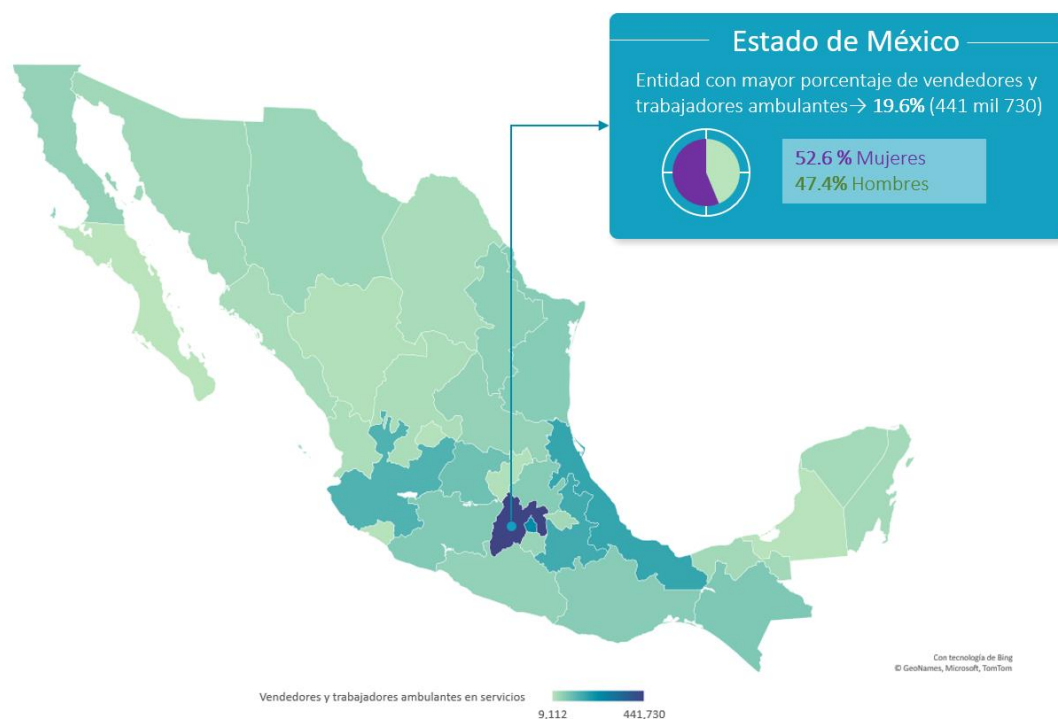 Estado de México
Entidad con mayor porcentaje de vendedores y
trabajadores ambulantes→ 19.6% (441 mil 730)
52.6 % Mujeres
47.4% Hombres
Con tecnología de Bing
© GeoNames, Microsoft, TomTom
Vendedores y trabajadores ambulantes en servicios
9,112 441,730